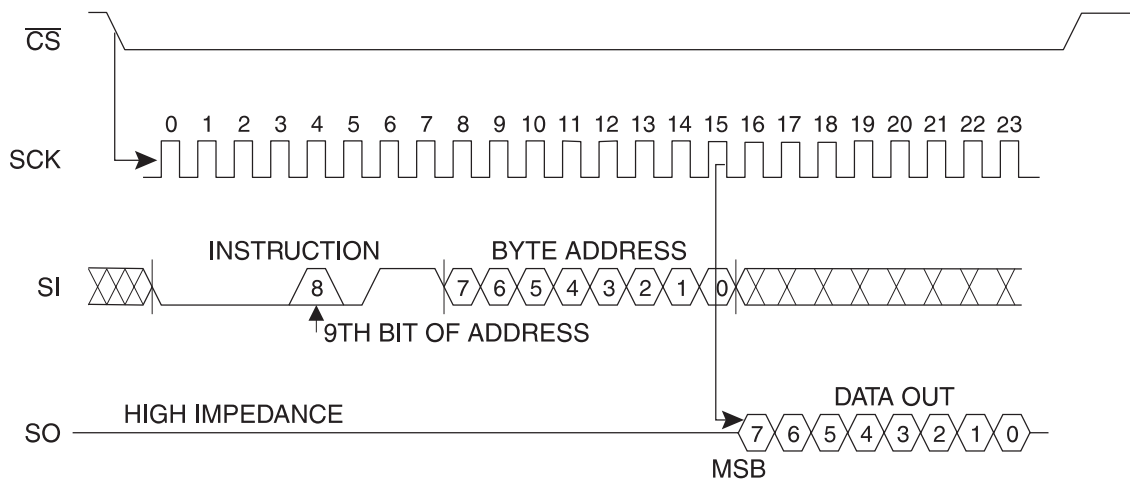 CS
0 1 2 3 4 5 6 7 8 9 10 11 12 13 14 15 16 17 18 19 20 21 22 23
SCK
INSTRUCTION BYTE ADDRESS
SI 8 7 6 5 4 3 2 1 0
9TH BIT OF ADDRESS
HIGH IMPEDANCE DATA OUT
SO 7 6 5 4 3 2 1 0
MSB